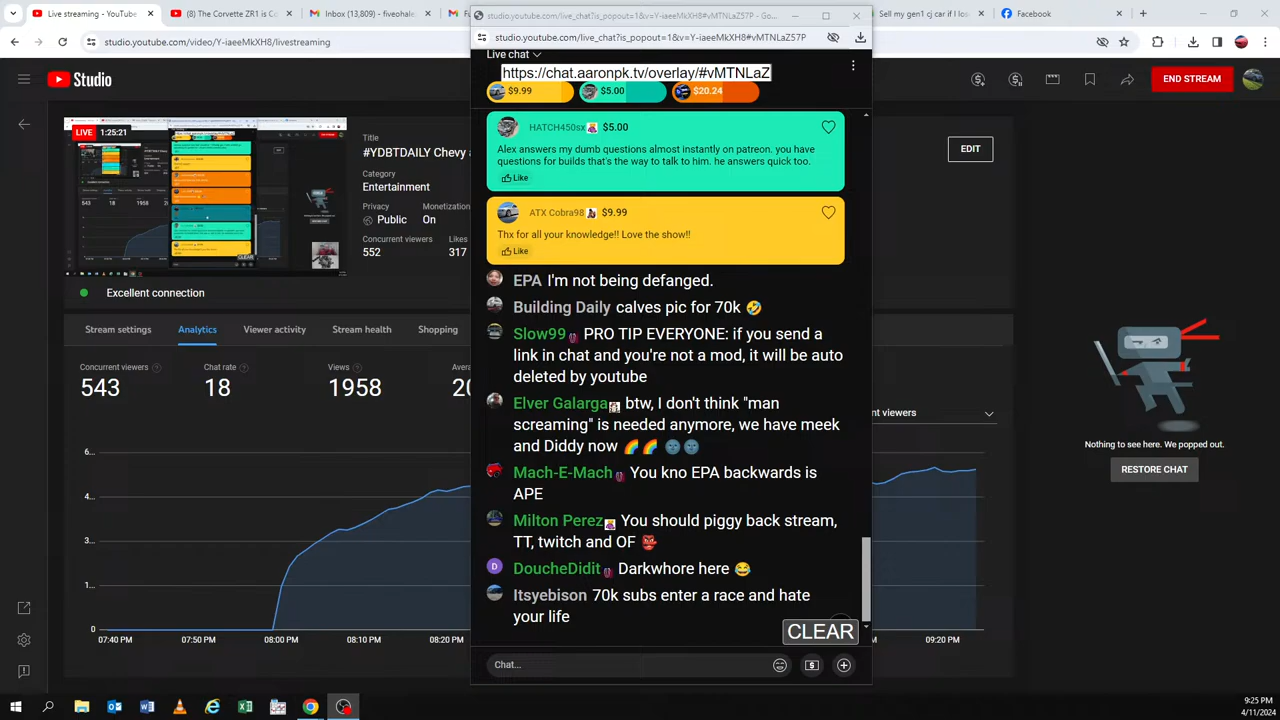 Live streaming - YouTube
(8) The Corvette ZR1 is C
Inbox (13,809) - fiveohale
F
studio.youtube.com/live_chat?is_popout=1&v=Y-iaeeMkXH8#vMTNLaZS7P - Go...
Sell my gen1 cj car if I los
Facebook
studio.youtube.com/video/Y-iaeeMkXH8/livestreaming
studio.youtube.com/live_chat?is_popout=1&v=Y-iaeeMkXH8#vMTNLaZS7P
Live chat
https://chat.aaronpk.tv/overlay/#vMTNLaZ
Studio
END STREAM
$9.99
$5.00
$20.24
LIVE
1:25:21
Title
#YDBTDAILY Chevy a
Category
Entertainment
Privacy
Monetization
Public
On
Concurrent viewers
Likes
552
317
EDIT
HATCH450sx $5.00
Alex answers my dumb questions almost instantly on patreon. you have
questions for builds that's the way to talk to him. he answers quick too.
Like
ATX Cobra98 $9.99
Thx for all your knowledge!! Love the show!!
Like
Excellent connection
Stream settings
Analytics
Viewer activity
Stream health
Shopping
Concurrent viewers
Chat rate
Views
Avera
543
18
1958
20
6...
4...
3...
1...
0
07:40 PM
07:50 PM
08:00 PM
08:10 PM
08:20 PM
09:20 PM
EPA I'm not being defanged.
Building Daily calves pic for 70k 🤣
Slow99 PRO TIP EVERYONE: if you send a
link in chat and you're not a mod, it will be auto
deleted by youtube
Elver Galarga btw, I don't think "man
screaming" is needed anymore, we have meek
and Diddy now 🌈🌈 🌚🌚
Mach-E-Mach You kno EPA backwards is
APE
Milton Perez You should piggy back stream,
TT, twitch and OF 👺
DoucheDidit Darkwhore here 😂
Itsyebison 70k subs enter a race and hate
your life
CLEAR
Chat...
nt viewers
Nothing to see here. We popped out.
RESTORE CHAT
9:25 PM
4/11/2024